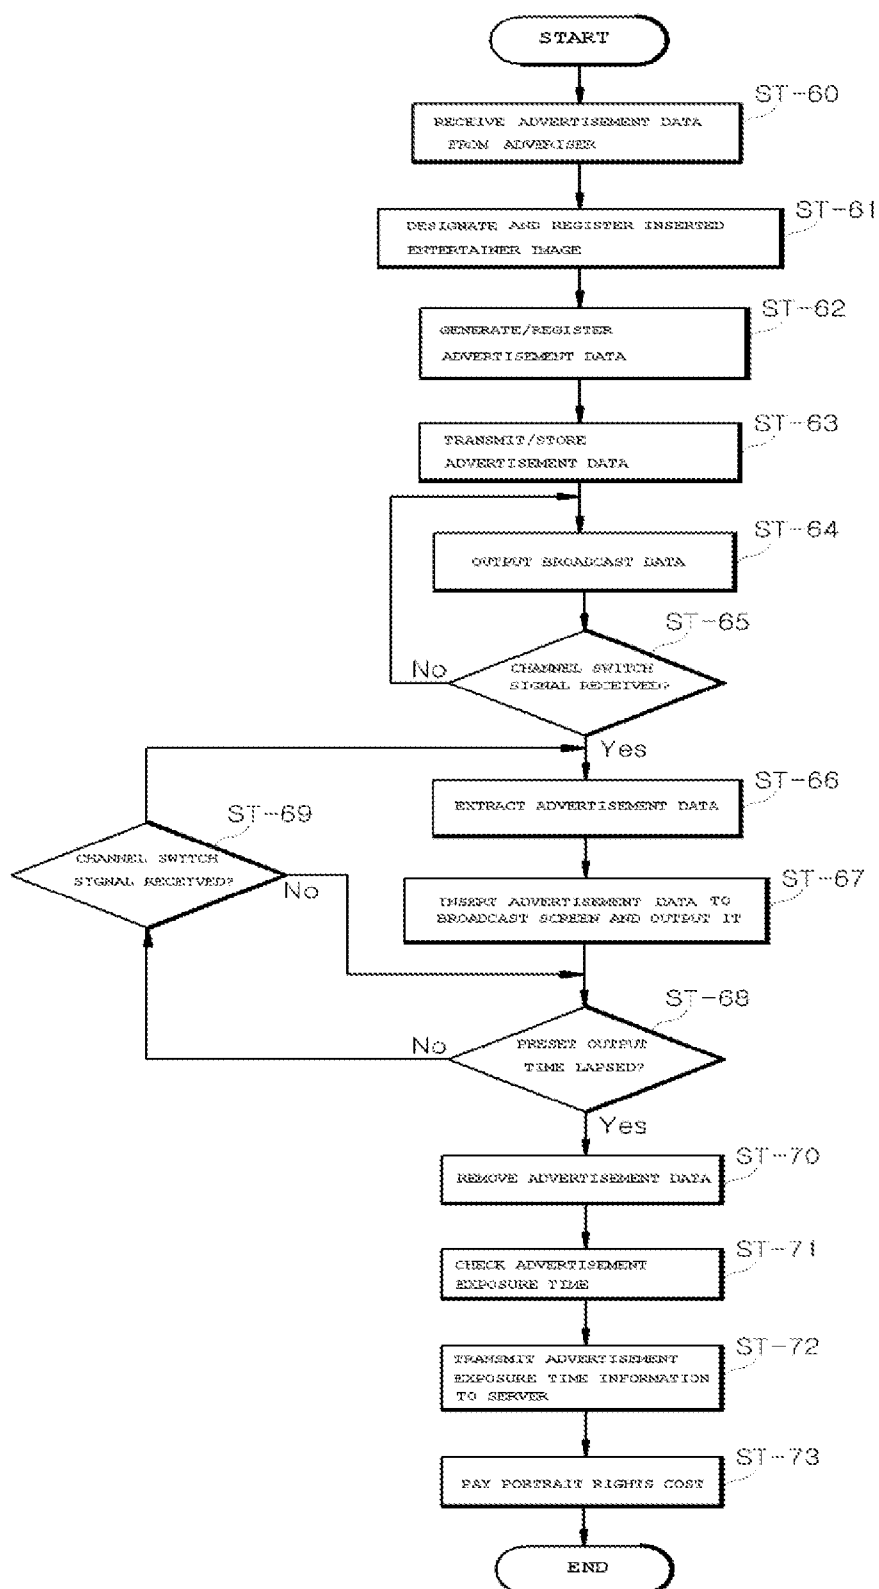 START
ST-60
RECEIVE ADVERTISEMENT DATA
FROM ADVERISER
ST-61
DESIGNATE AND REGISTER INSERTED
ENTERTAINER IMAGE
ST-62
GENERATE/REGISTER
ADVERTISEMENT DATA
ST-63
TRANSMIT/STORE
ADVERTISEMENT DATA
ST-64
OUTPUT BROADCAST DATA
ST-65
No
CHANNEL SWITCH
SIGNAL RECEIVED?
Yes
ST-66
EXTRACT ADVERTISEMENT DATA
ST-69
CHANNEL SWITCH
SIGNAL RECEIVED?
No
ST-67
INSERT ADVERTISEMENT DATA TO
BROADCAST SCREEN AND OUTPUT IT
ST-68
No
PRESET OUTPUT
TIME LAPSED?
Yes
ST-70
REMOVE ADVERTISEMENT DATA
ST-71
CHECK ADVERTISEMENT
EXPOSURE TIME
ST-72
TRANSMIT ADVERTISEMENT
EXPOSURE TIME INFORMATION
TO SERVER
ST-73
PAY PORTRAIT RIGHTS COST
END